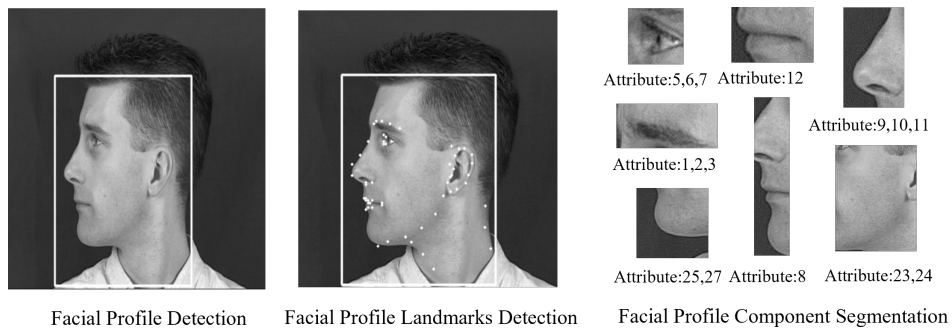 Attribute:5,6,7
Attribute:12
Attribute:9,10,11
Attribute:1,2,3
Attribute:25,27
Attribute:8
Attribute:23,24
Facial Profile Detection
Facial Profile Landmarks Detection
Facial Profile Component Segmentation